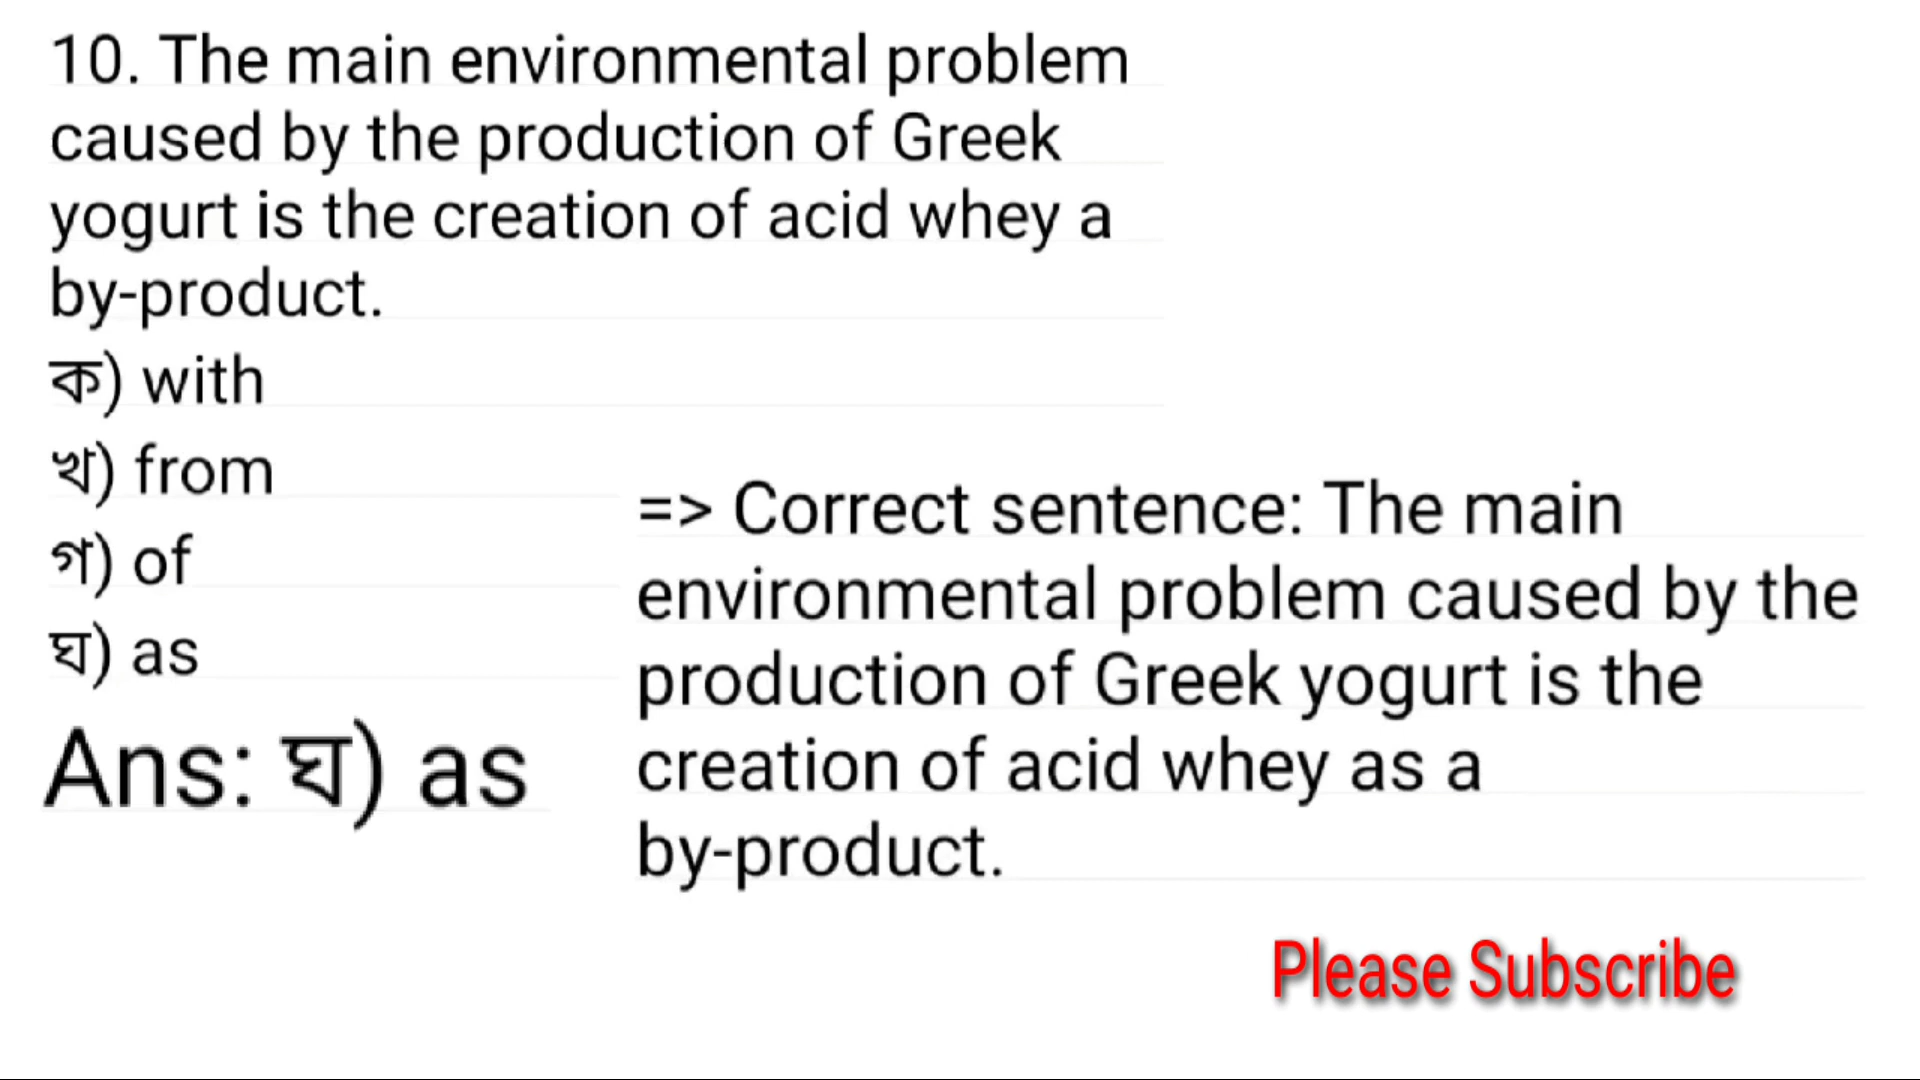 10. The main environmental problem
caused by the production of Greek
yogurt is the creation of acid whey a
by-product.
ক) with
খ) from
গ) of
ঘ) as
Ans: ঘ) as
=> Correct sentence: The main
environmental problem caused by the
production of Greek yogurt is the
creation of acid whey as a
by-product.
Please Subscribe